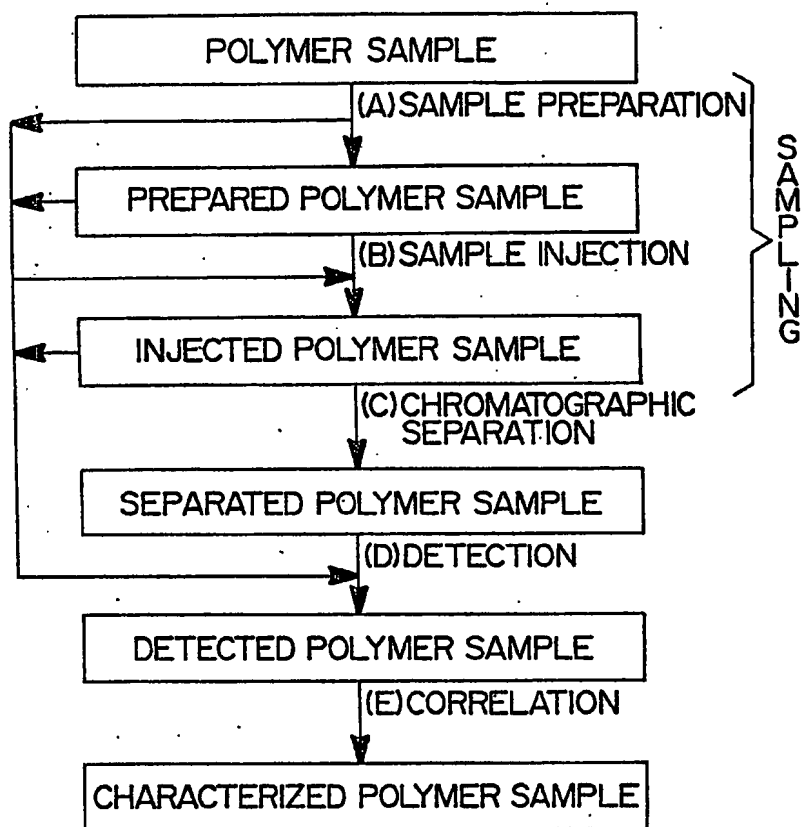 POLYMER SAMPLE
(A) SAMPLE PREPARATION
PREPARED POLYMER SAMPLE
(B) SAMPLE INJECTION
INJECTED POLYMER SAMPLE
(C) CHROMATOGRAPHIC
SEPARATION
SEPARATED POLYMER SAMPLE
(D) DETECTION
DETECTED POLYMER SAMPLE
(E) CORRELATION
CHARACTERIZED POLYMER SAMPLE
SAMPLING